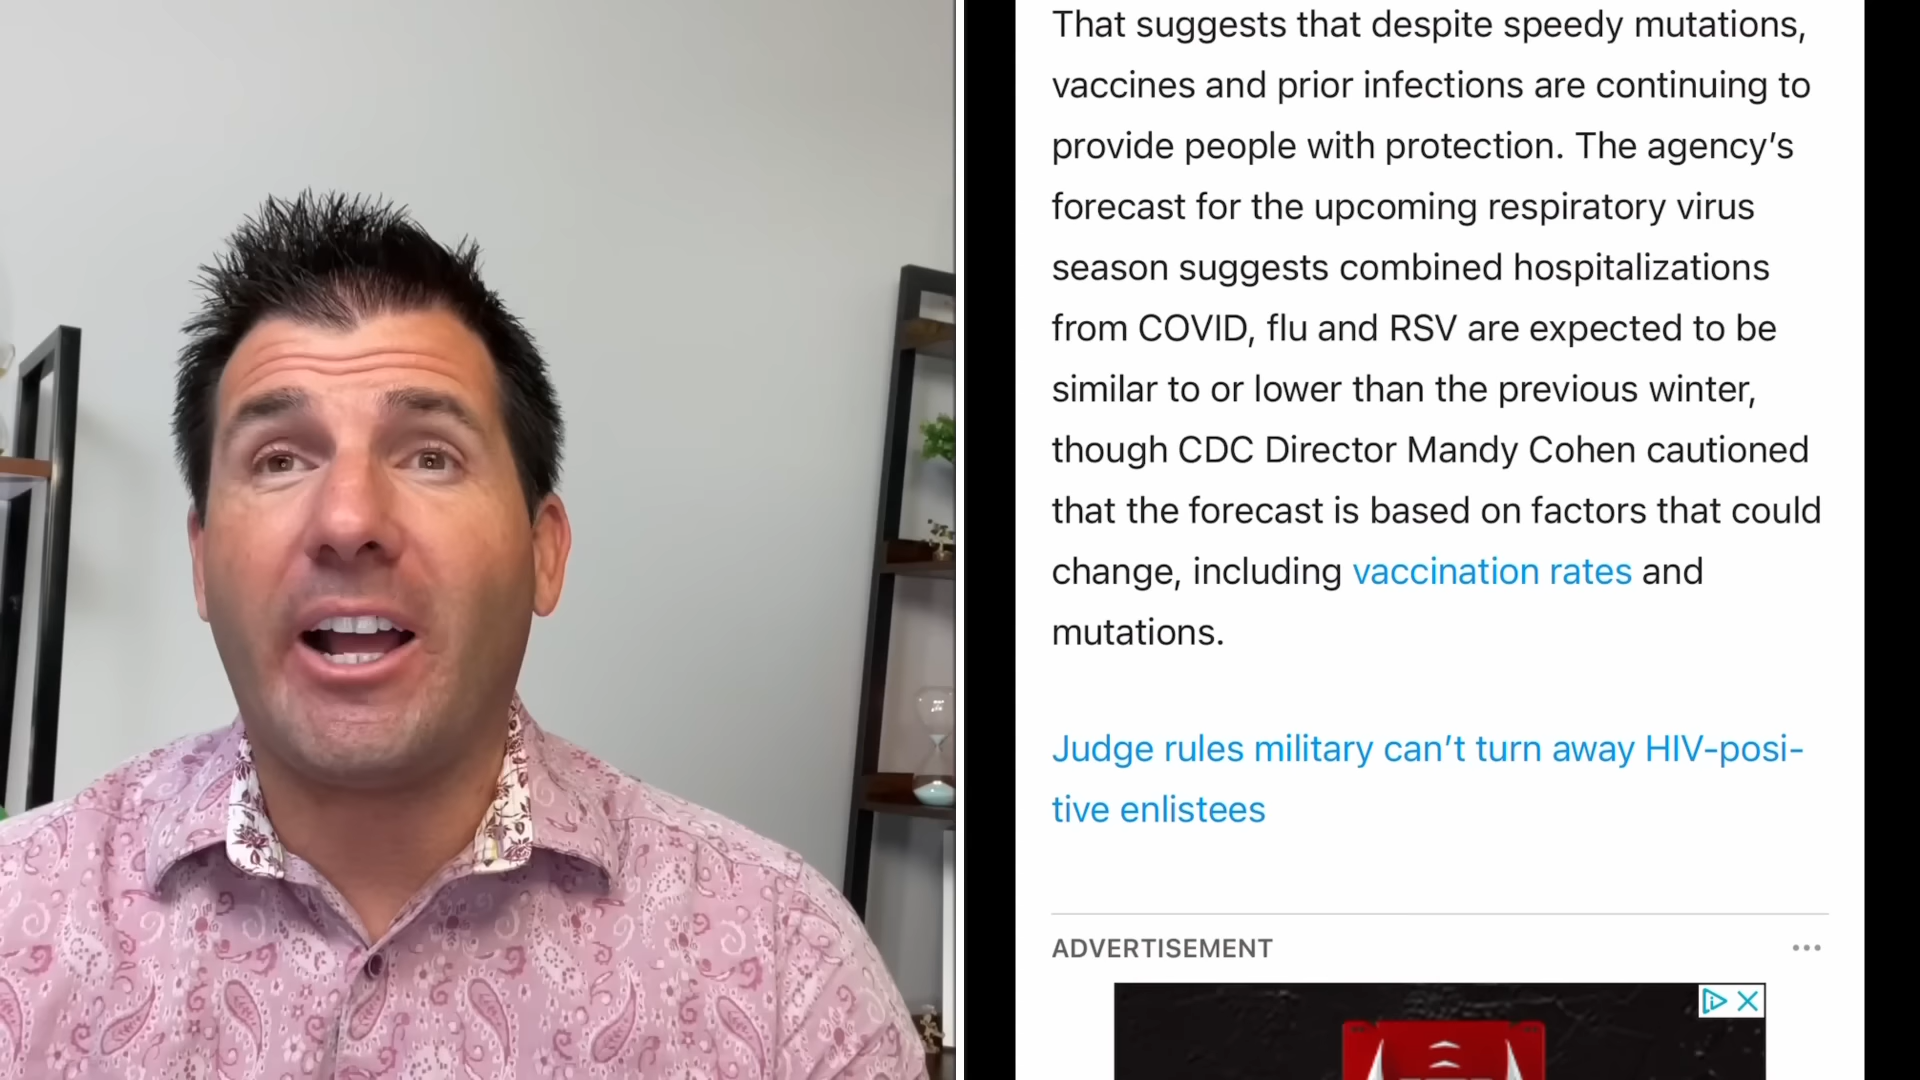 That suggests that despite speedy mutations,
vaccines and prior infections are continuing to
provide people with protection. The agency’s
forecast for the upcoming respiratory virus
season suggests combined hospitalizations
from COVID, flu and RSV are expected to be
similar to or lower than the previous winter,
though CDC Director Mandy Cohen cautioned
that the forecast is based on factors that could
change, including vaccination rates and
mutations.
Judge rules military can’t turn away HIV-posi-
tive enlistees
ADVERTISEMENT